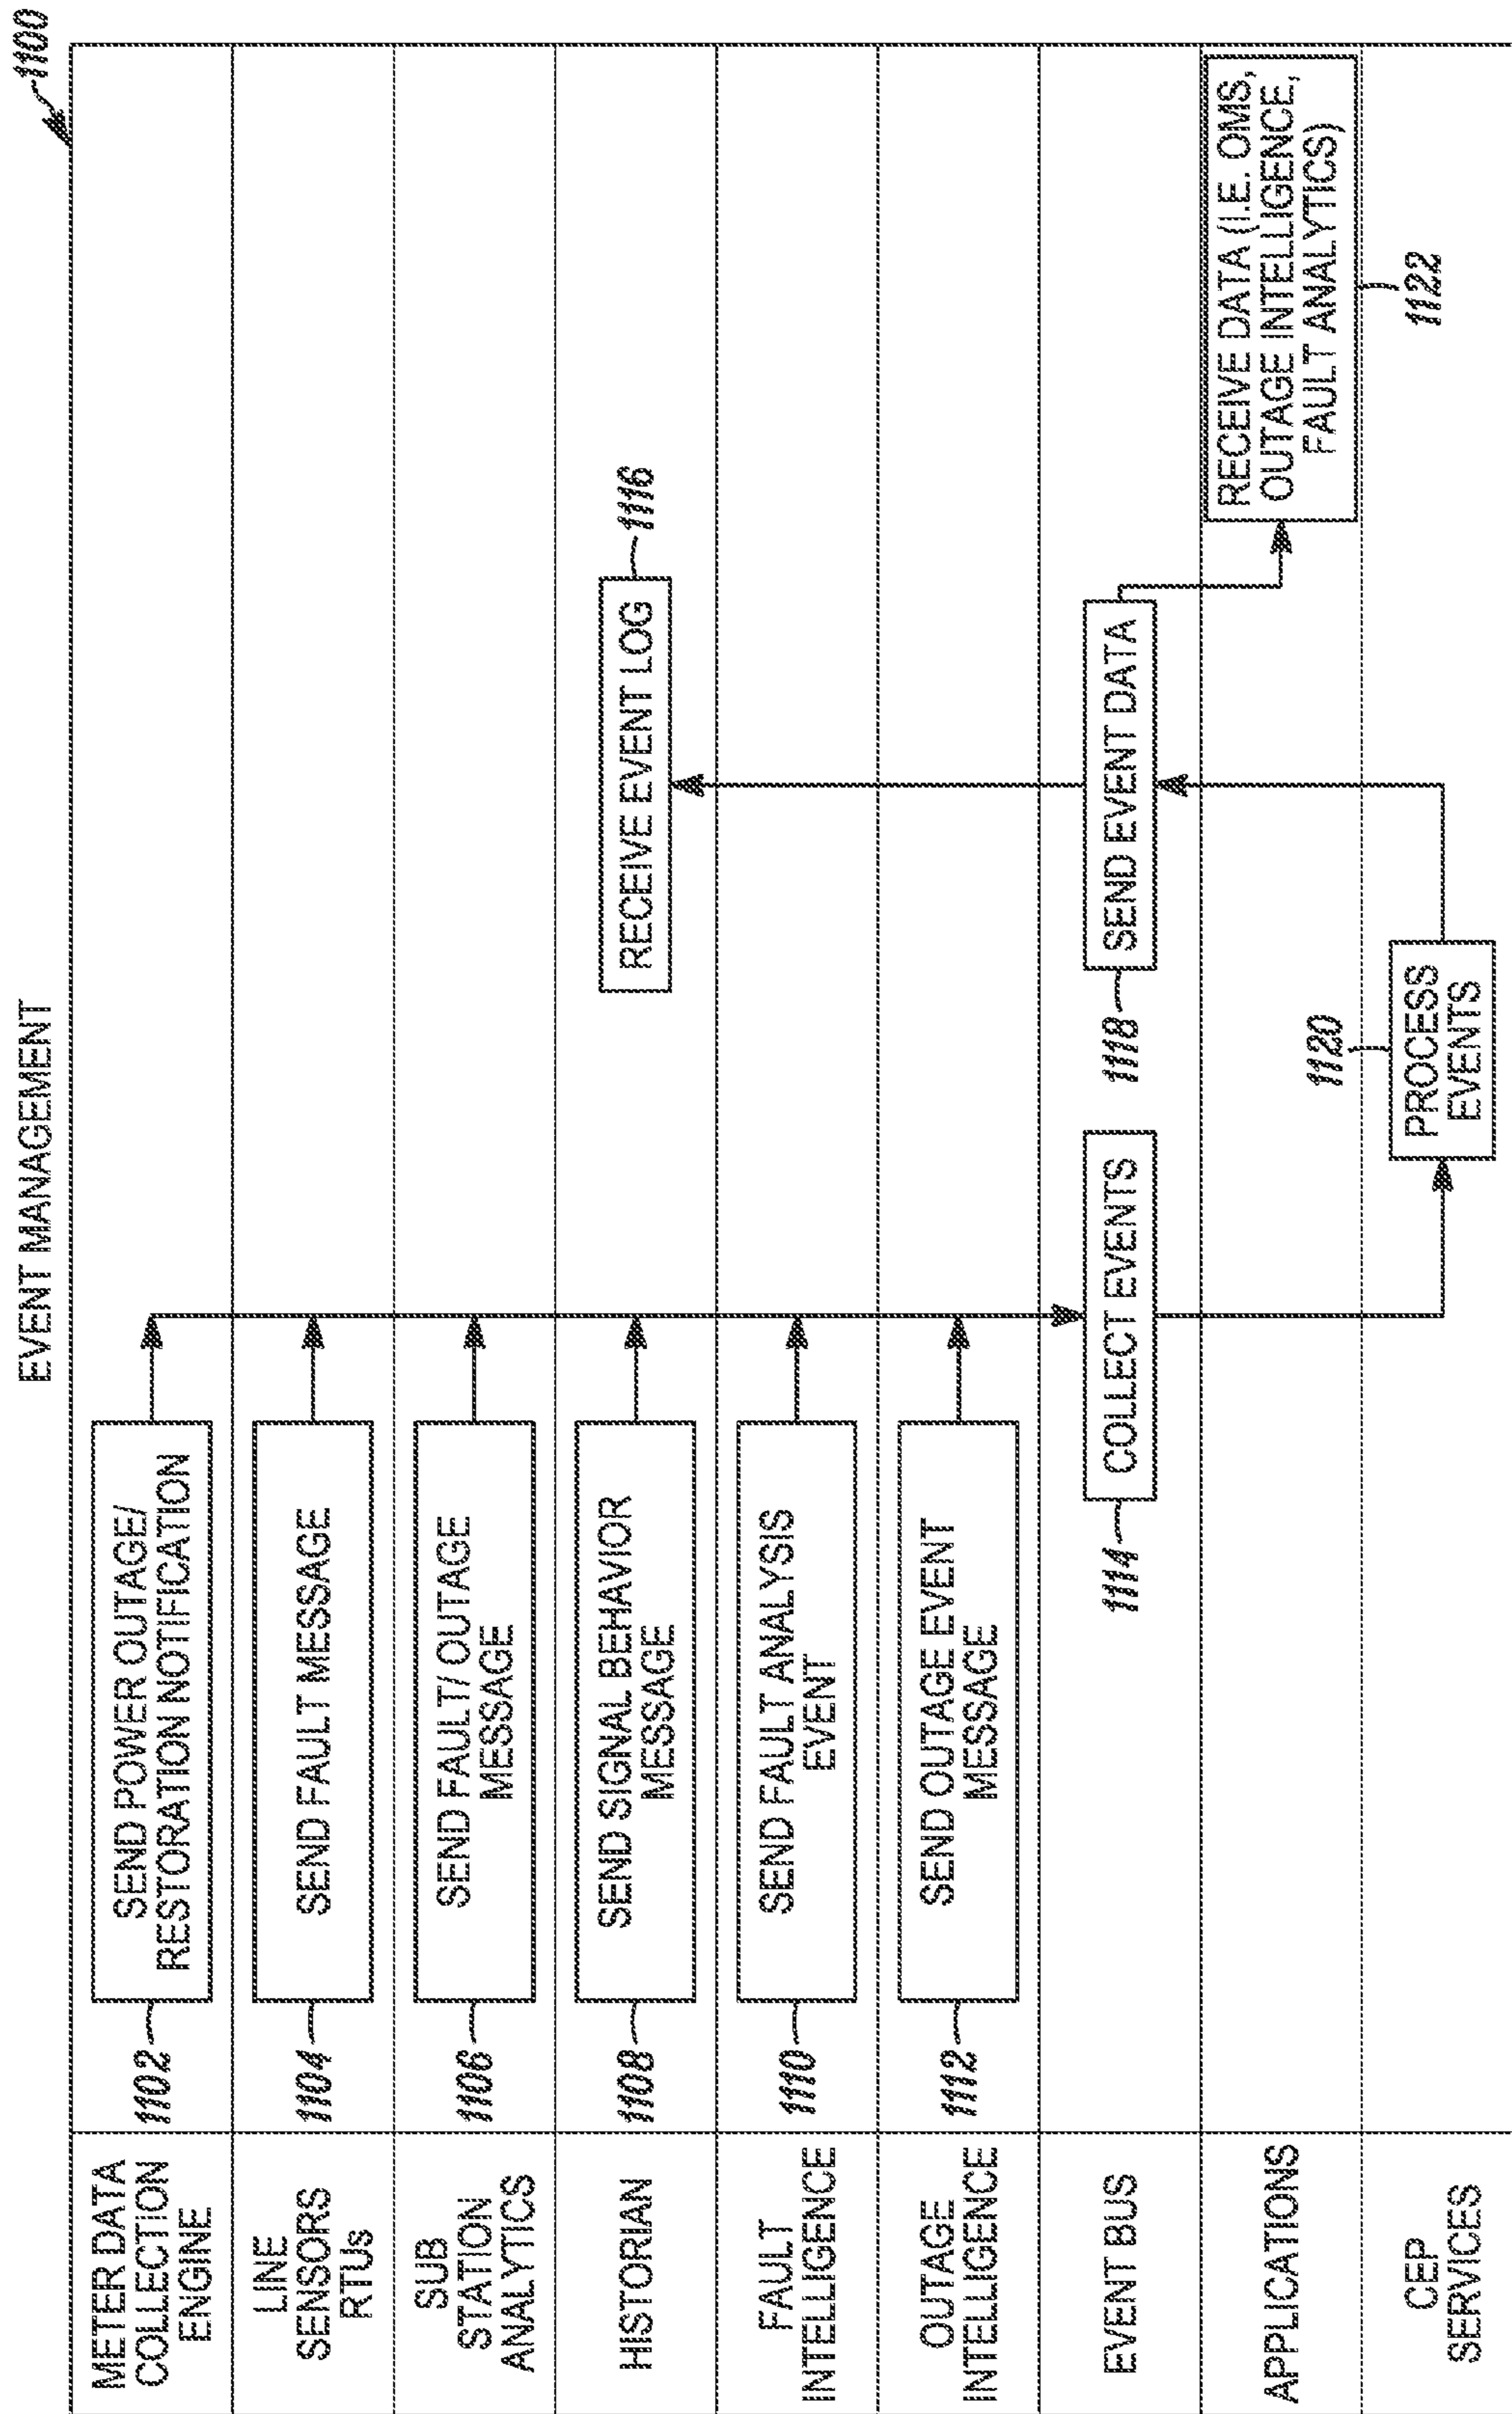 EVENT MANAGEMENT
1100
METER DATA
COLLECTION
ENGINE
1102
SEND POWER OUTAGE/
RESTORATION NOTIFICATION
LINE
SENSORS
RTUs
1104
SEND FAULT MESSAGE
SUB
STATION
ANALYTICS
1106
SEND FAULT/ OUTAGE
MESSAGE
HISTORIAN
1108
SEND SIGNAL BEHAVIOR
MESSAGE
RECEIVE EVENT LOG
1116
FAULT
INTELLIGENCE
1110
SEND FAULT ANALYSIS
EVENT
OUTAGE
INTELLIGENCE
1112
SEND OUTAGE EVENT
MESSAGE
EVENT BUS
1114
COLLECT EVENTS
1118
SEND EVENT DATA
APPLICATIONS
RECEIVE DATA (I.E. OMS,
OUTAGE INTELLIGENCE,
FAULT ANALYTICS)
1122
CEP
SERVICES
1120
PROCESS
EVENTS